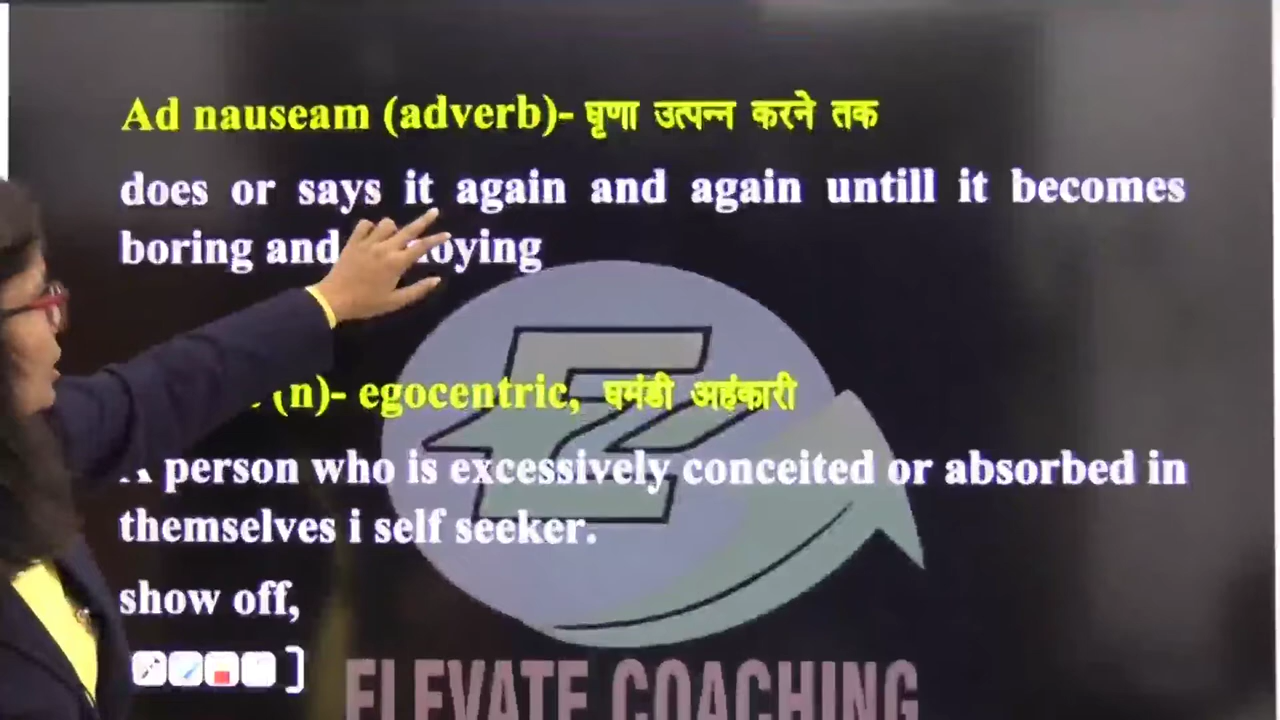 Ad nauseam (adverb)- घृणा उत्पन्न करने तक
does or says it again and again untill it becomes
boring and
(n)- egocentric, घमंडी अहंकारी
person who is excessively conceited or absorbed in
themselves i self seeker.
show off,
ELEVATE COACHING